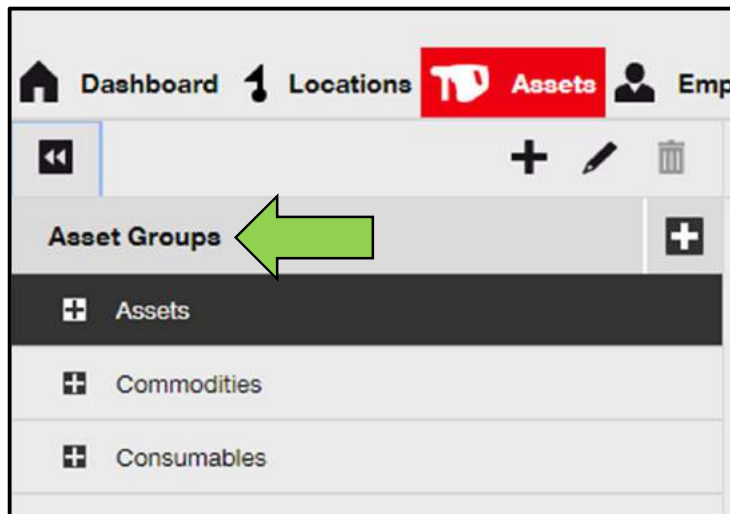 Dashboard Locations Assets Emp
Asset Groups
Assets
Commodities
Consumables